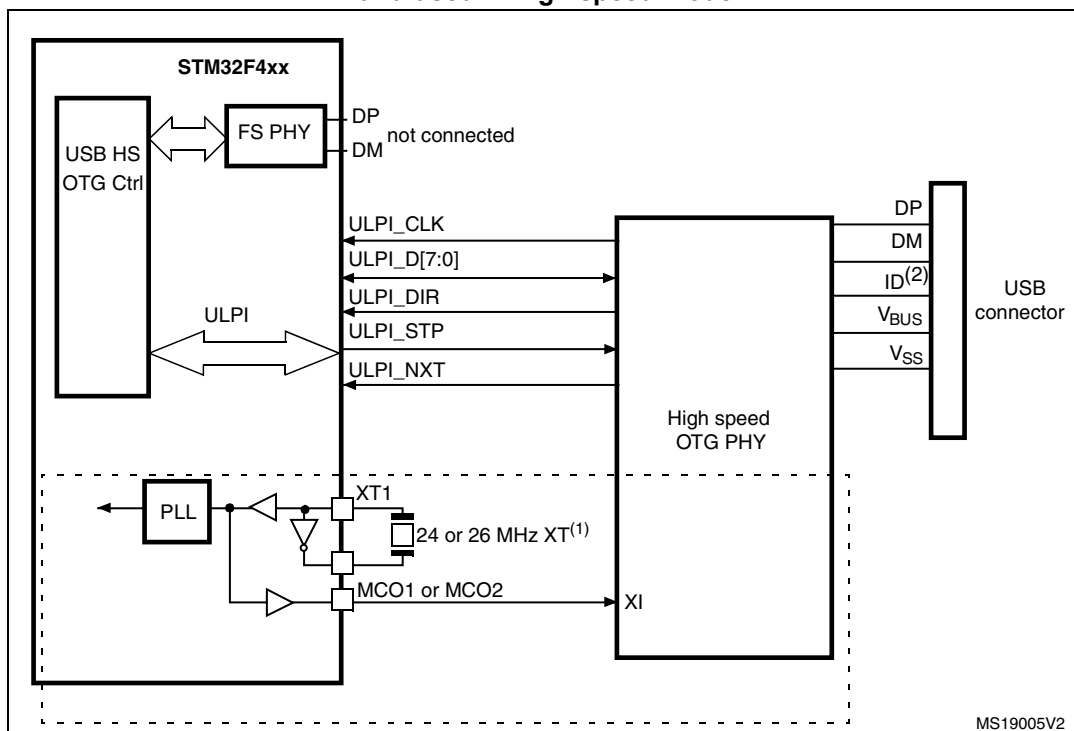 STM32F4xx
USB HS
OTG Ctrl
FS PHY
DP
DM
not connected
ULPI_CLK
ULPI_D[7:0]
ULPI_DIR
ULPI_STP
ULPI_NXT
ULPI
High speed
OTG PHY
DP
DM
ID(2)
VBUS
VSS
USB
connector
PLL
XT1
24 or 26 MHz XT(1)
MCO1 or MCO2
XI
MS19005V2